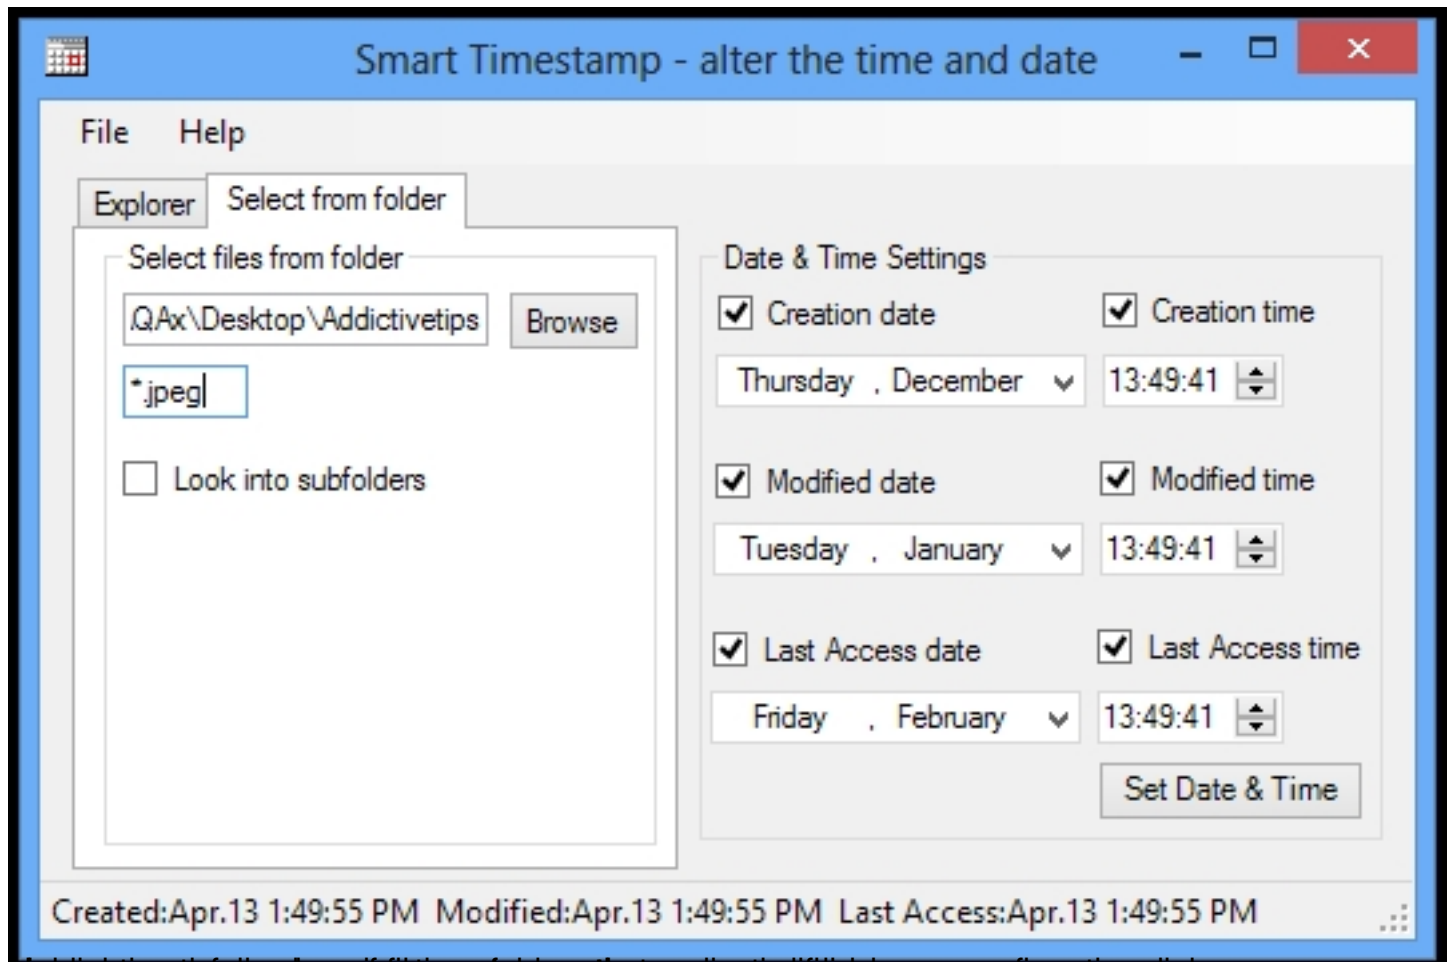 Smart Timestamp - alter the time and date
File Help
Explorer Select from folder
Select files from folder
QAx\Desktop\Addictivetips Browse
*.jpeg
Look into subfolders
Date & Time Settings
Creation date Creation time
Thursday , December 13:49:41
Modified date Modified time
Tuesday , January 13:49:41
Last Access date Last Access time
Friday , February 13:49:41
Set Date & Time
Created:Apr.13 1:49:55 PM Modified:Apr.13 1:49:55 PM Last Access:Apr.13 1:49:55 PM